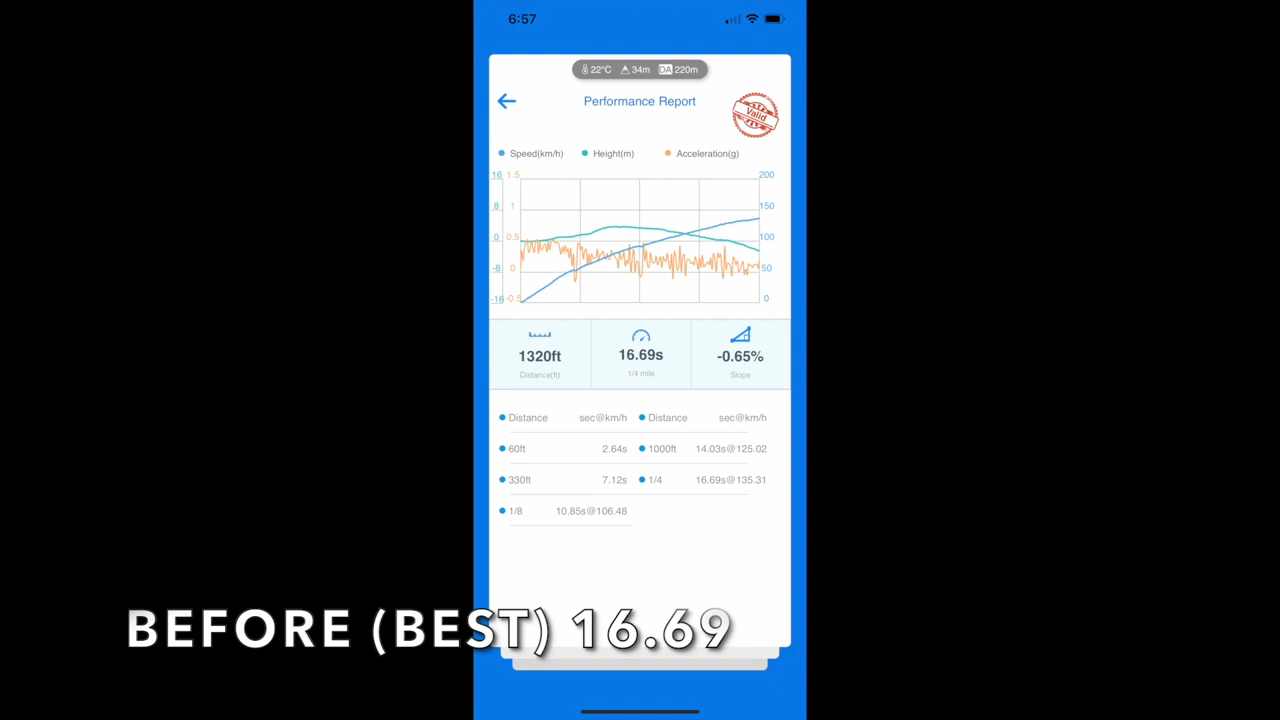 6:57
22°C 34m DA 220m
Performance Report
Valid
Speed(km/h) Height(m) Acceleration(g)
16 1.5 200
8 1 150
0 0.5 100
-8 0 50
-16 -0.5 0
1320ft 16.69s -0.65%
Distance(ft) 1/4 mile Slope
Distance sec@km/h Distance sec@km/h
60ft 2.64s 1000ft 14.03s@125.02
330ft 7.12s 1/4 16.69s@135.31
1/8 10.85s@106.48
BEFORE (BEST) 16.69